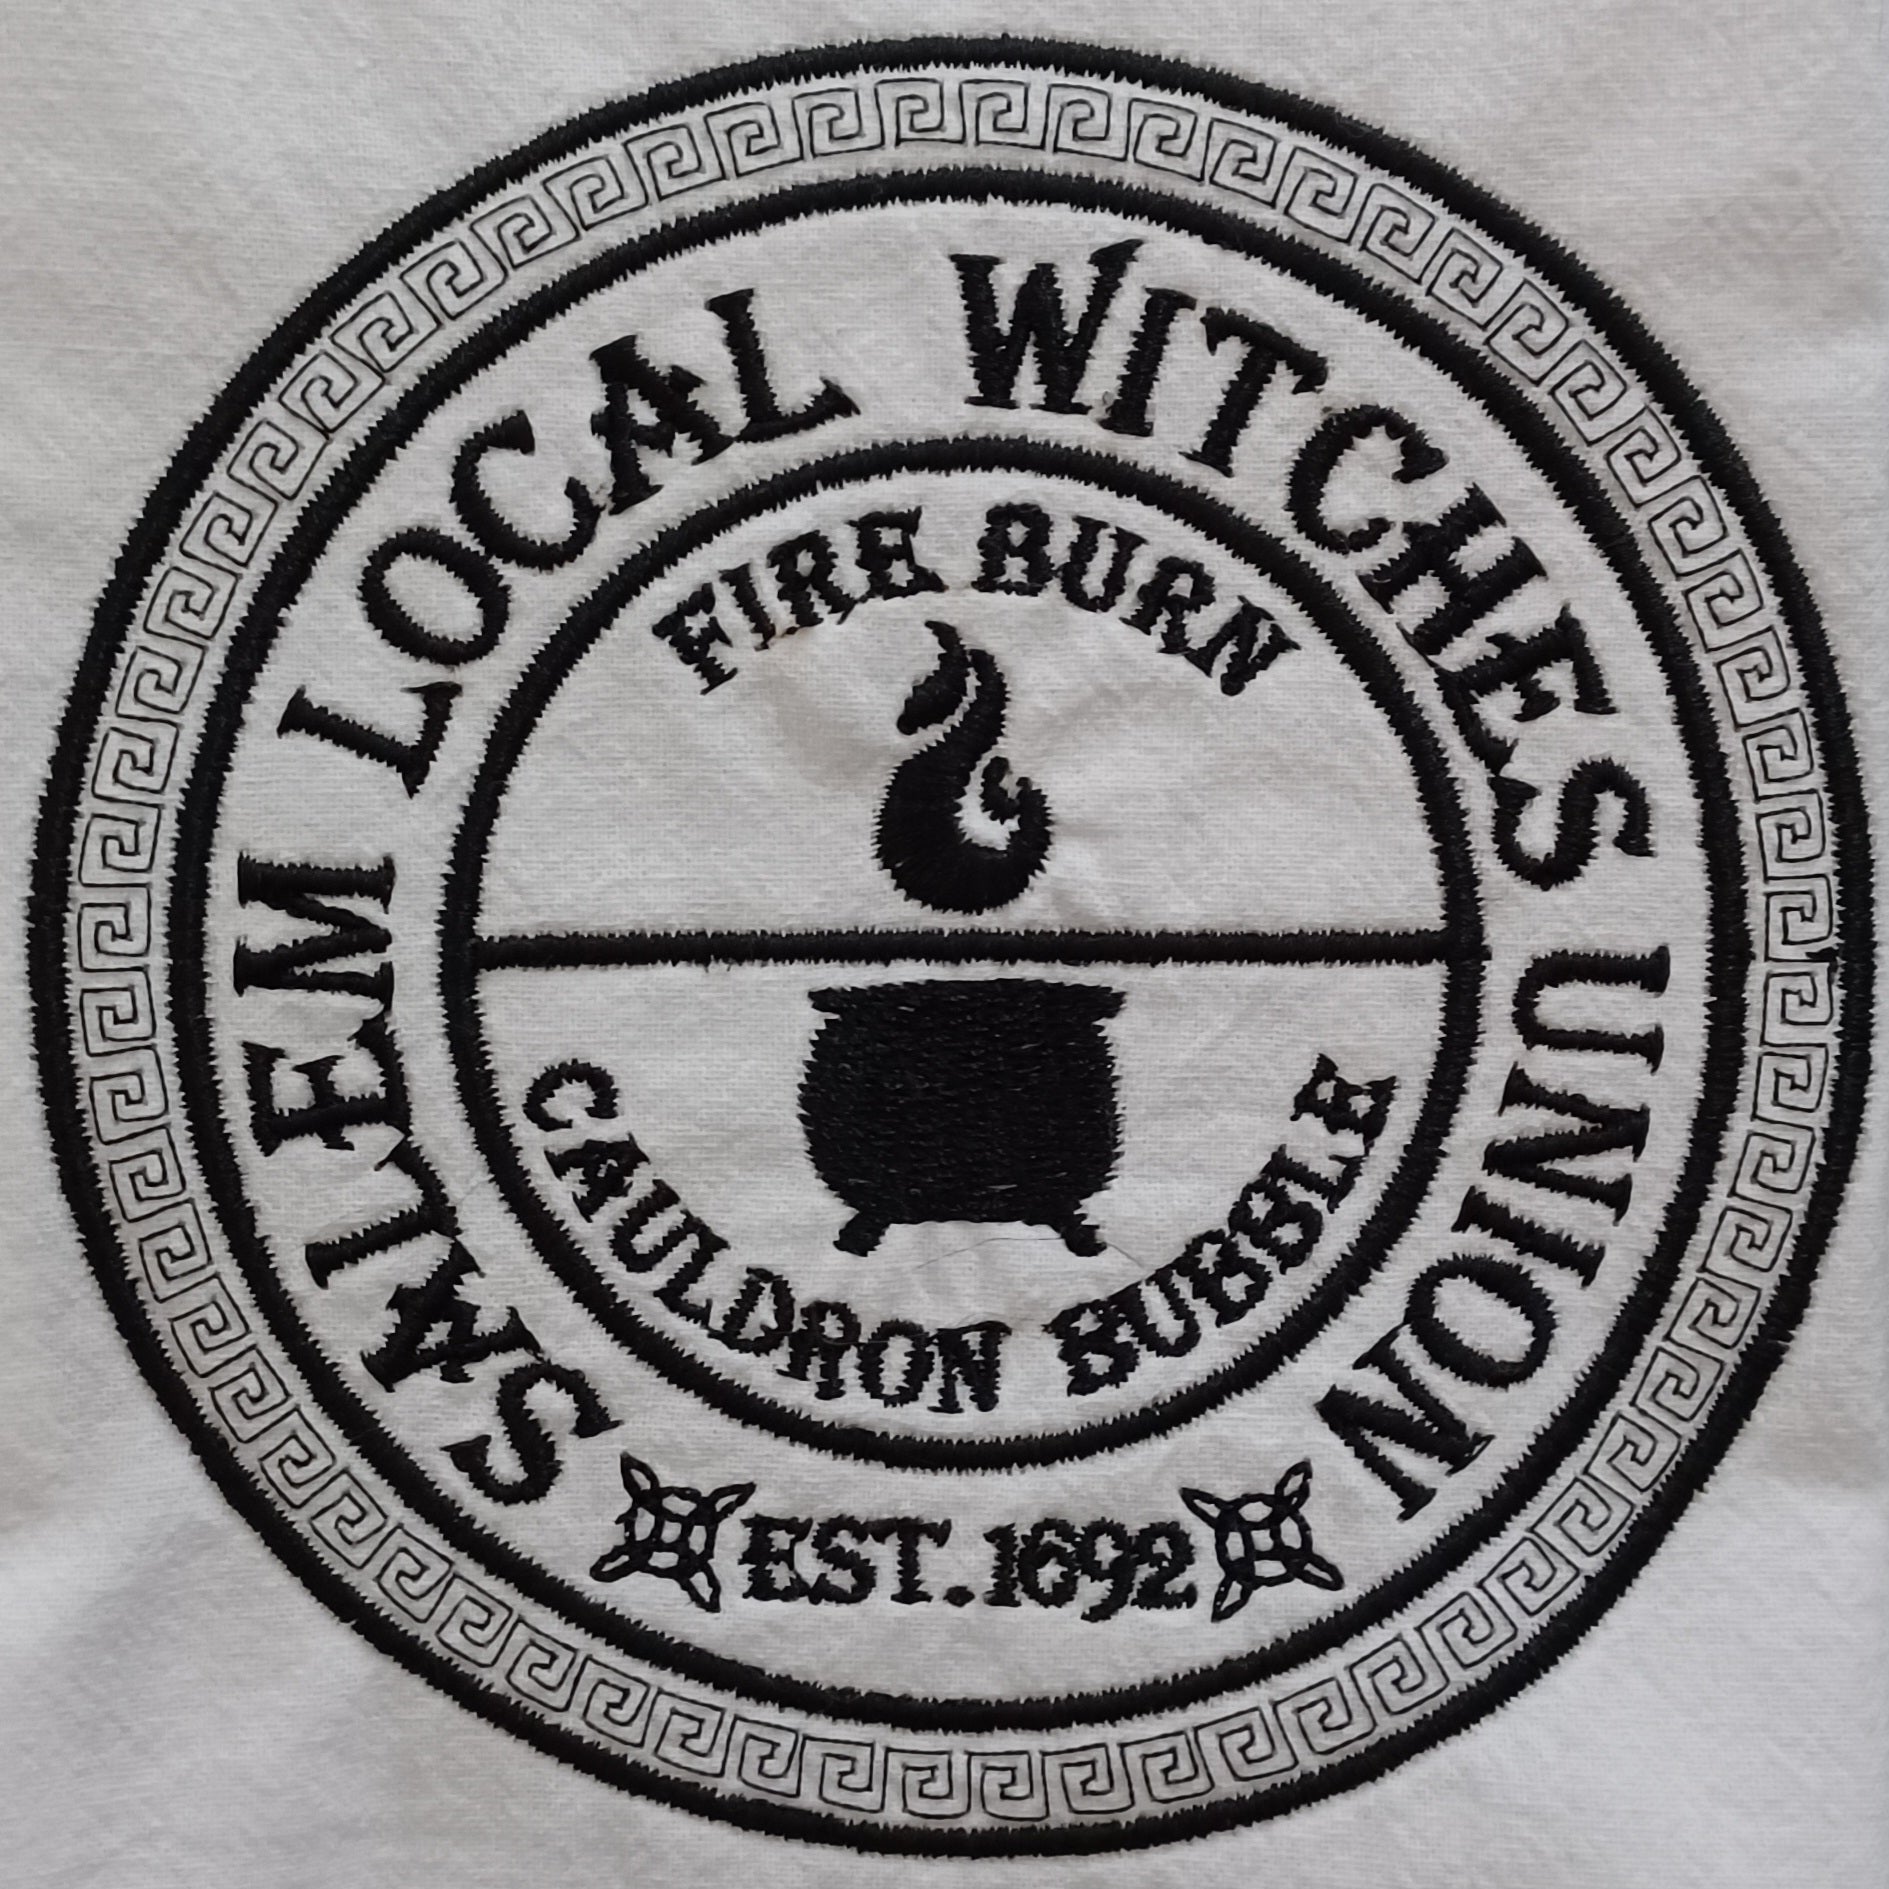 SALEM LOCAL WITCHES UNION
FIRE BURN
CAULDRON BUBBLE
EST.1692